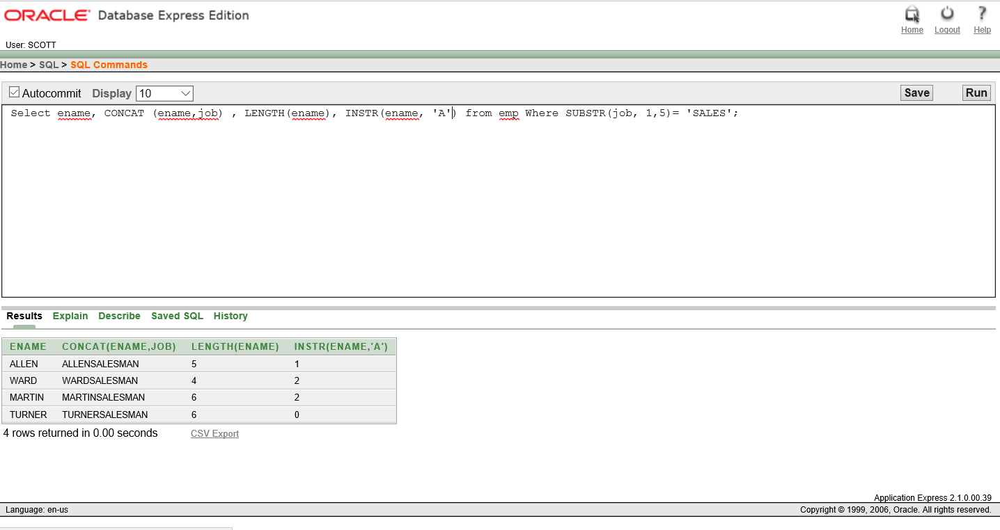 ORACLE Database Express Edition
Home Logout Help
User: SCOTT
Home > SQL > SQL Commands
Autocommit Display 10 Save Run
Select ename, CONCAT (ename,job) , LENGTH(ename), INSTR(ename, 'A') from emp Where SUBSTR(job, 1,5)= 'SALES';
Results Explain Describe Saved SQL History
ENAME CONCAT(ENAME,JOB) LENGTH(ENAME) INSTR(ENAME,'A')
ALLEN ALLENSALESMAN 5 1
WARD WARDSALESMAN 4 2
MARTIN MARTINSALESMAN 6 2
TURNER TURNERSALESMAN 6 0
4 rows returned in 0.00 seconds CSV Export
Application Express 2.1.0.00.39
Language: en-us Copyright © 1999, 2006, Oracle. All rights reserved.